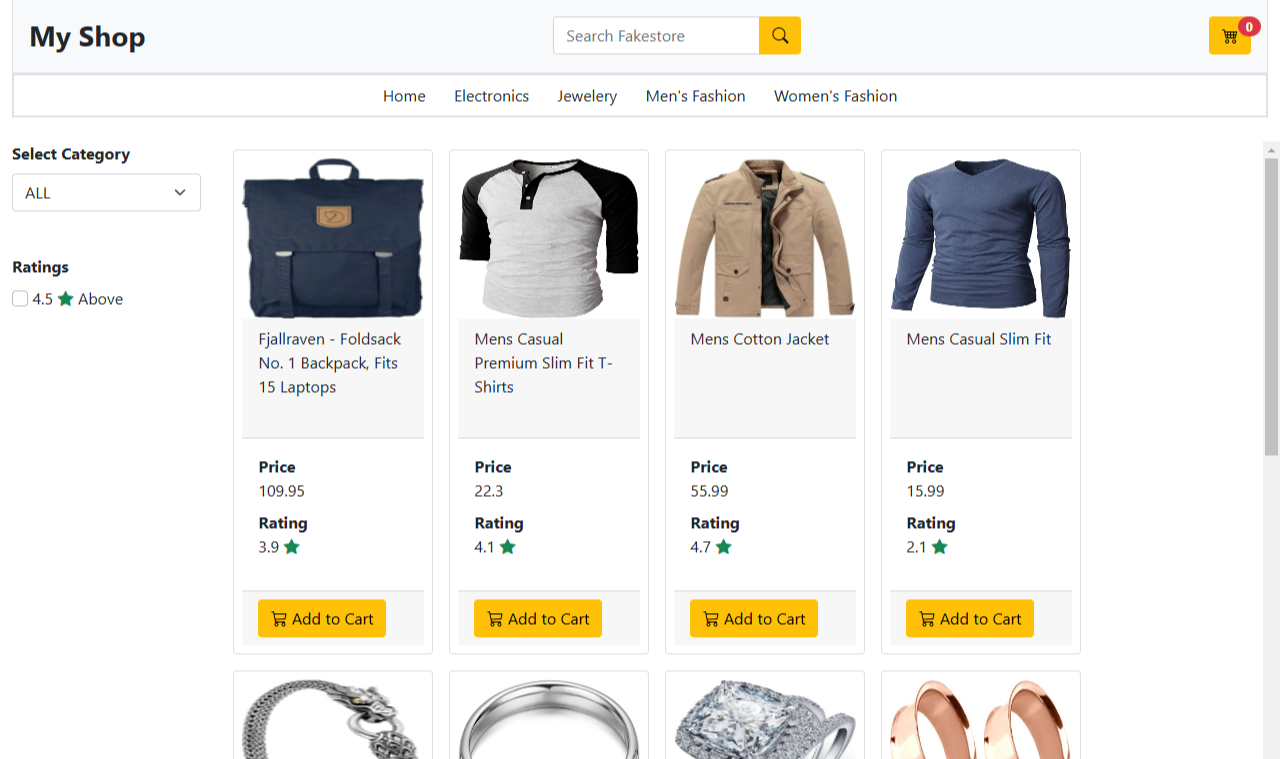 My Shop
Search Fakestore
0
Home Electronics Jewelery Men's Fashion Women's Fashion
Select Category
ALL
Ratings
4.5 ★ Above
Fjallraven - Foldsack
No. 1 Backpack, Fits
15 Laptops
Price
109.95
Rating
3.9 ★
Add to Cart
Mens Casual
Premium Slim Fit T-
Shirts
Price
22.3
Rating
4.1 ★
Add to Cart
Mens Cotton Jacket
Price
55.99
Rating
4.7 ★
Add to Cart
Mens Casual Slim Fit
Price
15.99
Rating
2.1 ★
Add to Cart